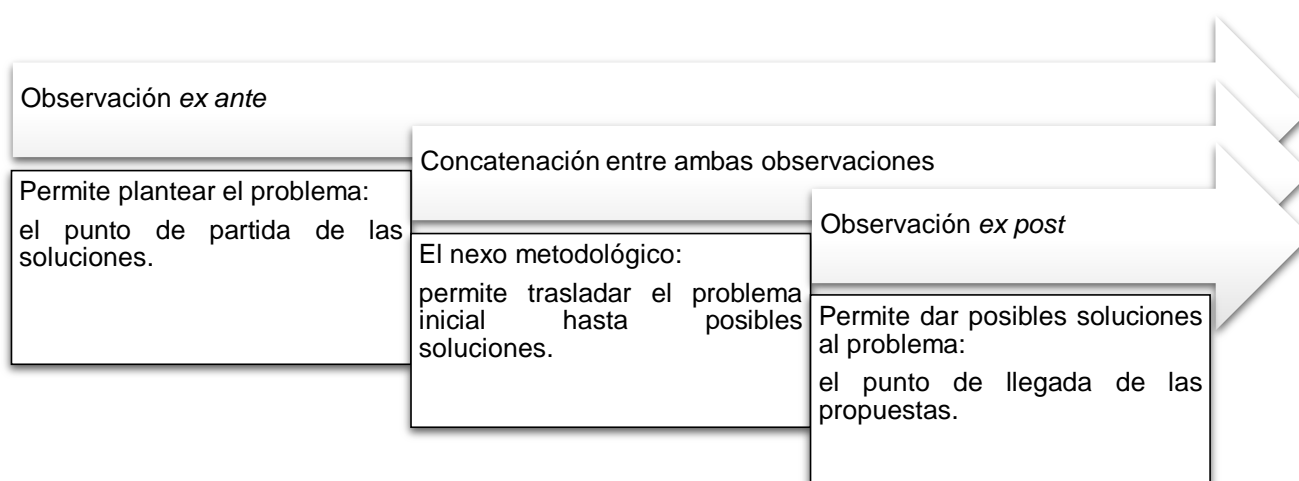 Observación ex ante
Permite plantear el problema:
el punto de partida de las
soluciones.
Concatenación entre ambas observaciones
El nexo metodológico:
permite trasladar el problema
inicial hasta posibles
soluciones.
Observación ex post
Permite dar posibles soluciones
al problema:
el punto de llegada de las
propuestas.